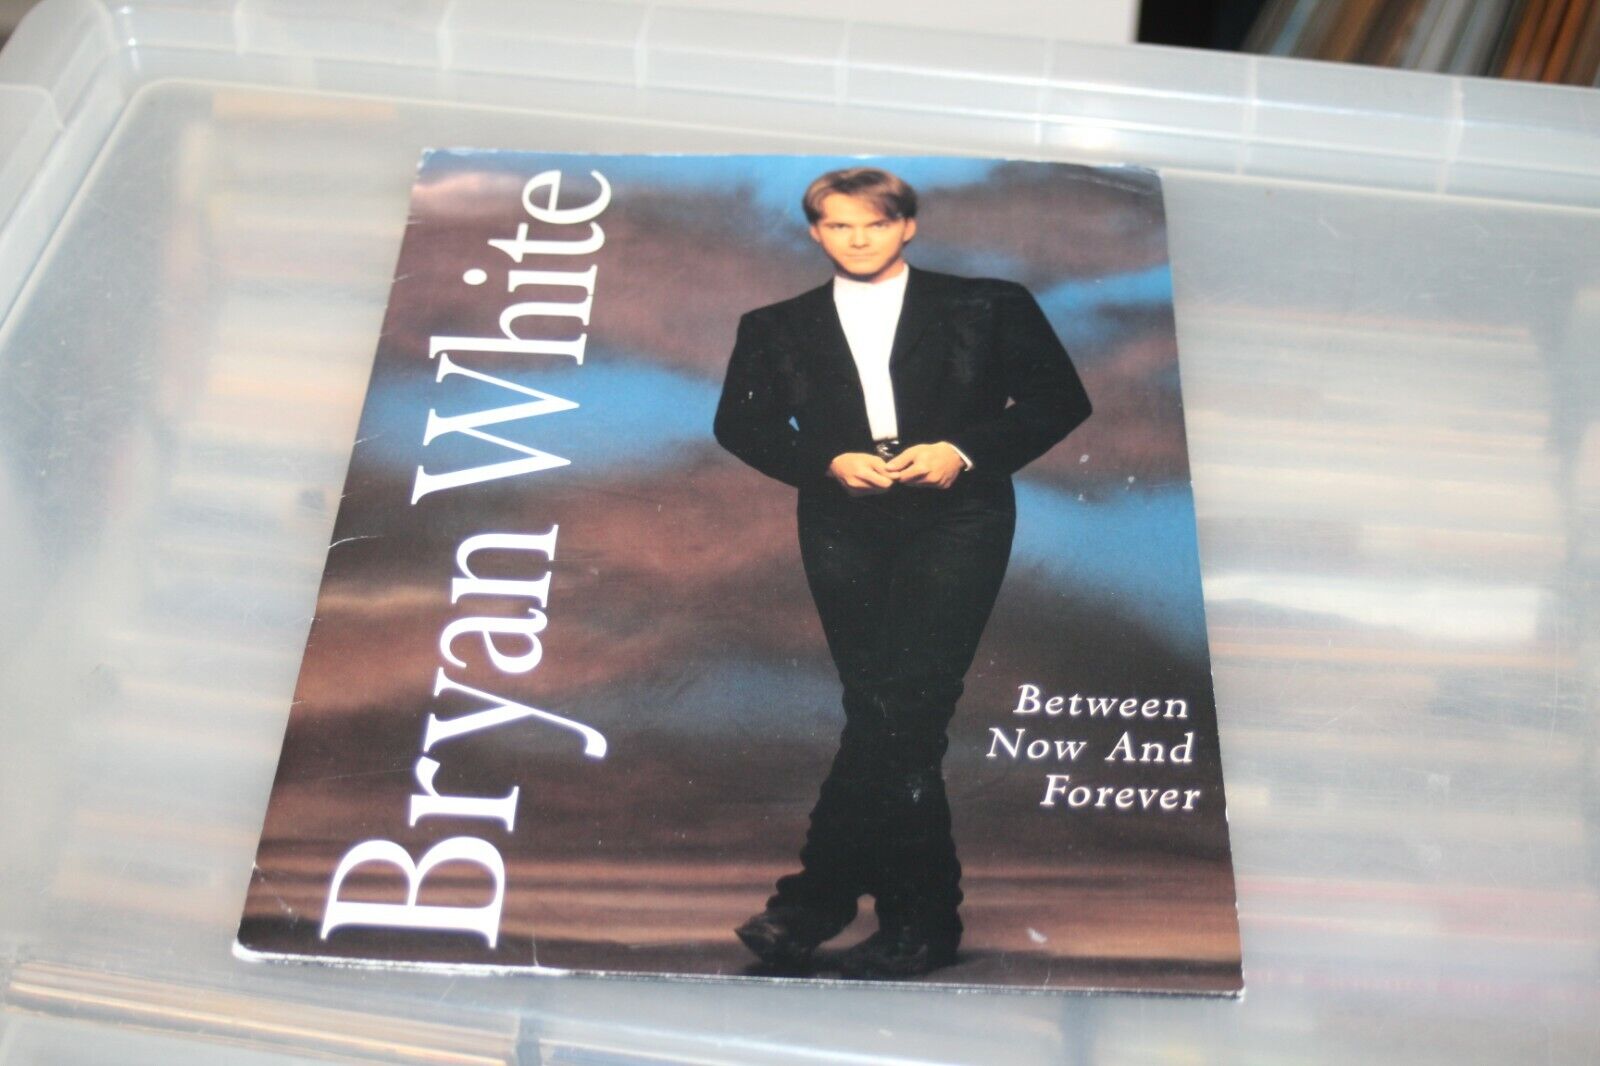 Bryan White
Between
Now And
Forever